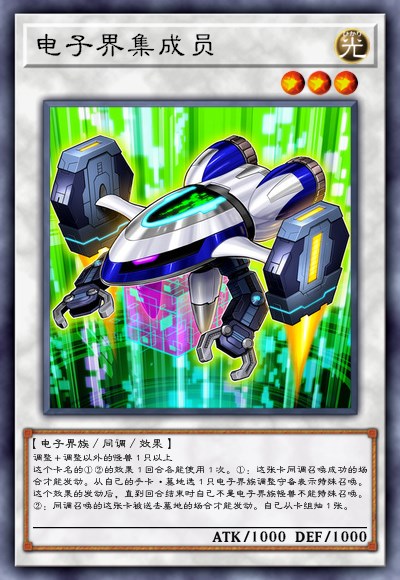 电子界集成员
光
【电子界族／同调／效果】
调整＋调整以外的怪兽1只以上
这个卡名的①②的效果1回合各能使用1次。①：这张卡同调召唤成功的场
合才能发动。从自己的手卡·墓地选1只电子界族调整守备表示特殊召唤。
这个效果的发动后，直到回合结束时自己不是电子界族怪兽不能特殊召唤。
②：同调召唤的这张卡被送去墓地的场合才能发动。自己从卡组抽1张。
ATK/1000 DEF/1000